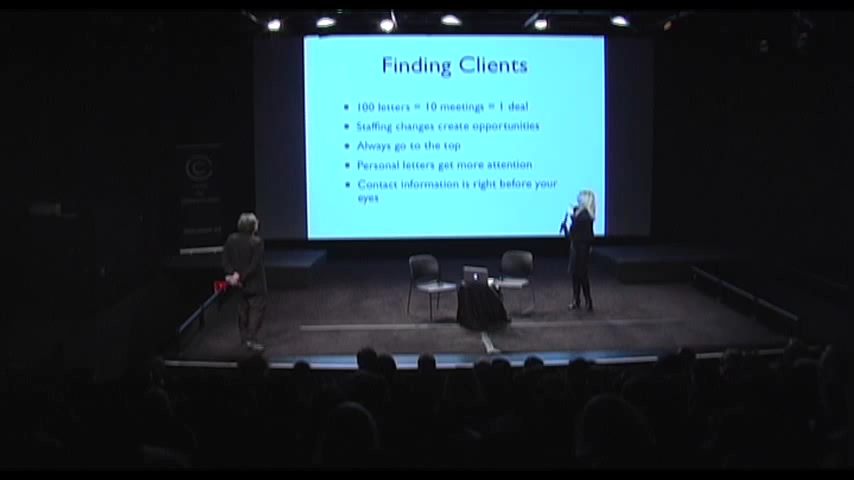 Finding Clients
100 letters = 10 meetings = 1 deal
Staffing changes create opportunities
Always go to the top
Personal letters get more attention
Contact information is right before your
eyes